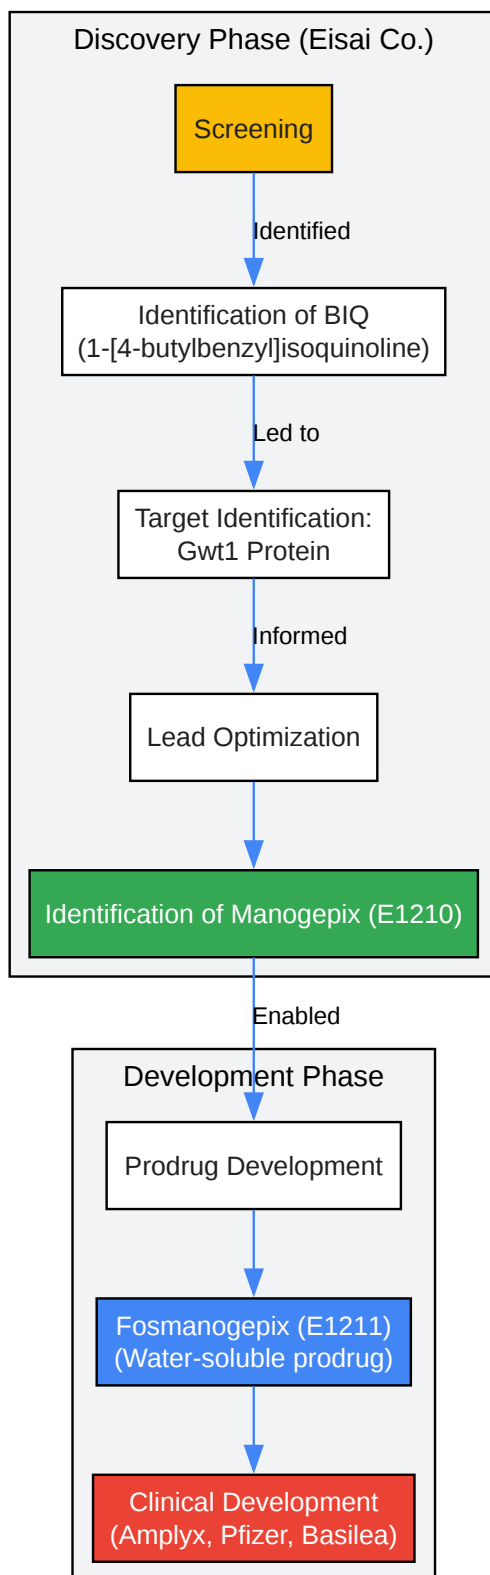 Discovery Phase (Eisai Co.)
Screening
Identified
Identification of BIQ
(1-[4-butylbenzyl]isoquinoline)
Led to
Target Identification:
Gwt1 Protein
Informed
Lead Optimization
Identification of Manogepix (E1210)
Enabled
Development Phase
Prodrug Development
Fosmanogepix (E1211)
(Water-soluble prodrug)
Clinical Development
(Amplyx, Pfizer, Basilea)